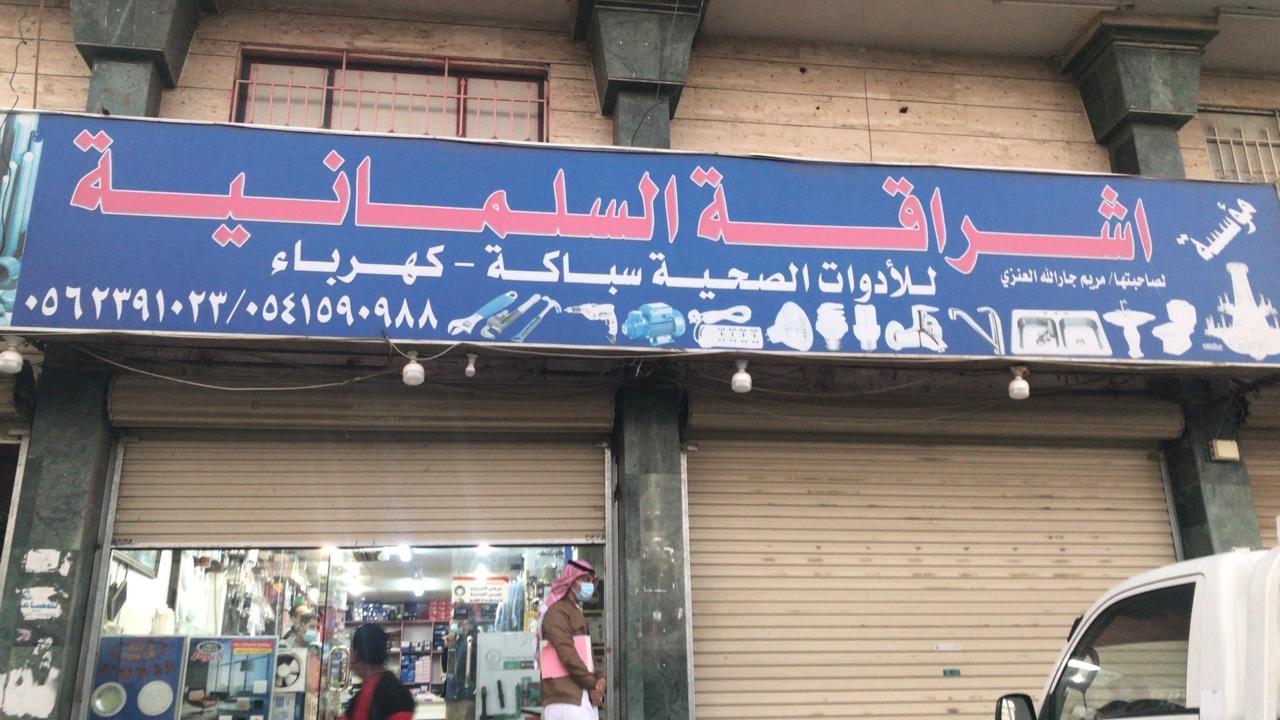 مؤسسة
اشراقة السلمانية
لصاحبتها/ مريم جارالله العنزي
للأدوات الصحية سباكة - كهرباء
٠٥٦٢٣٩١٠٢٣/٠٥٤١٥٩٠٩٨٨